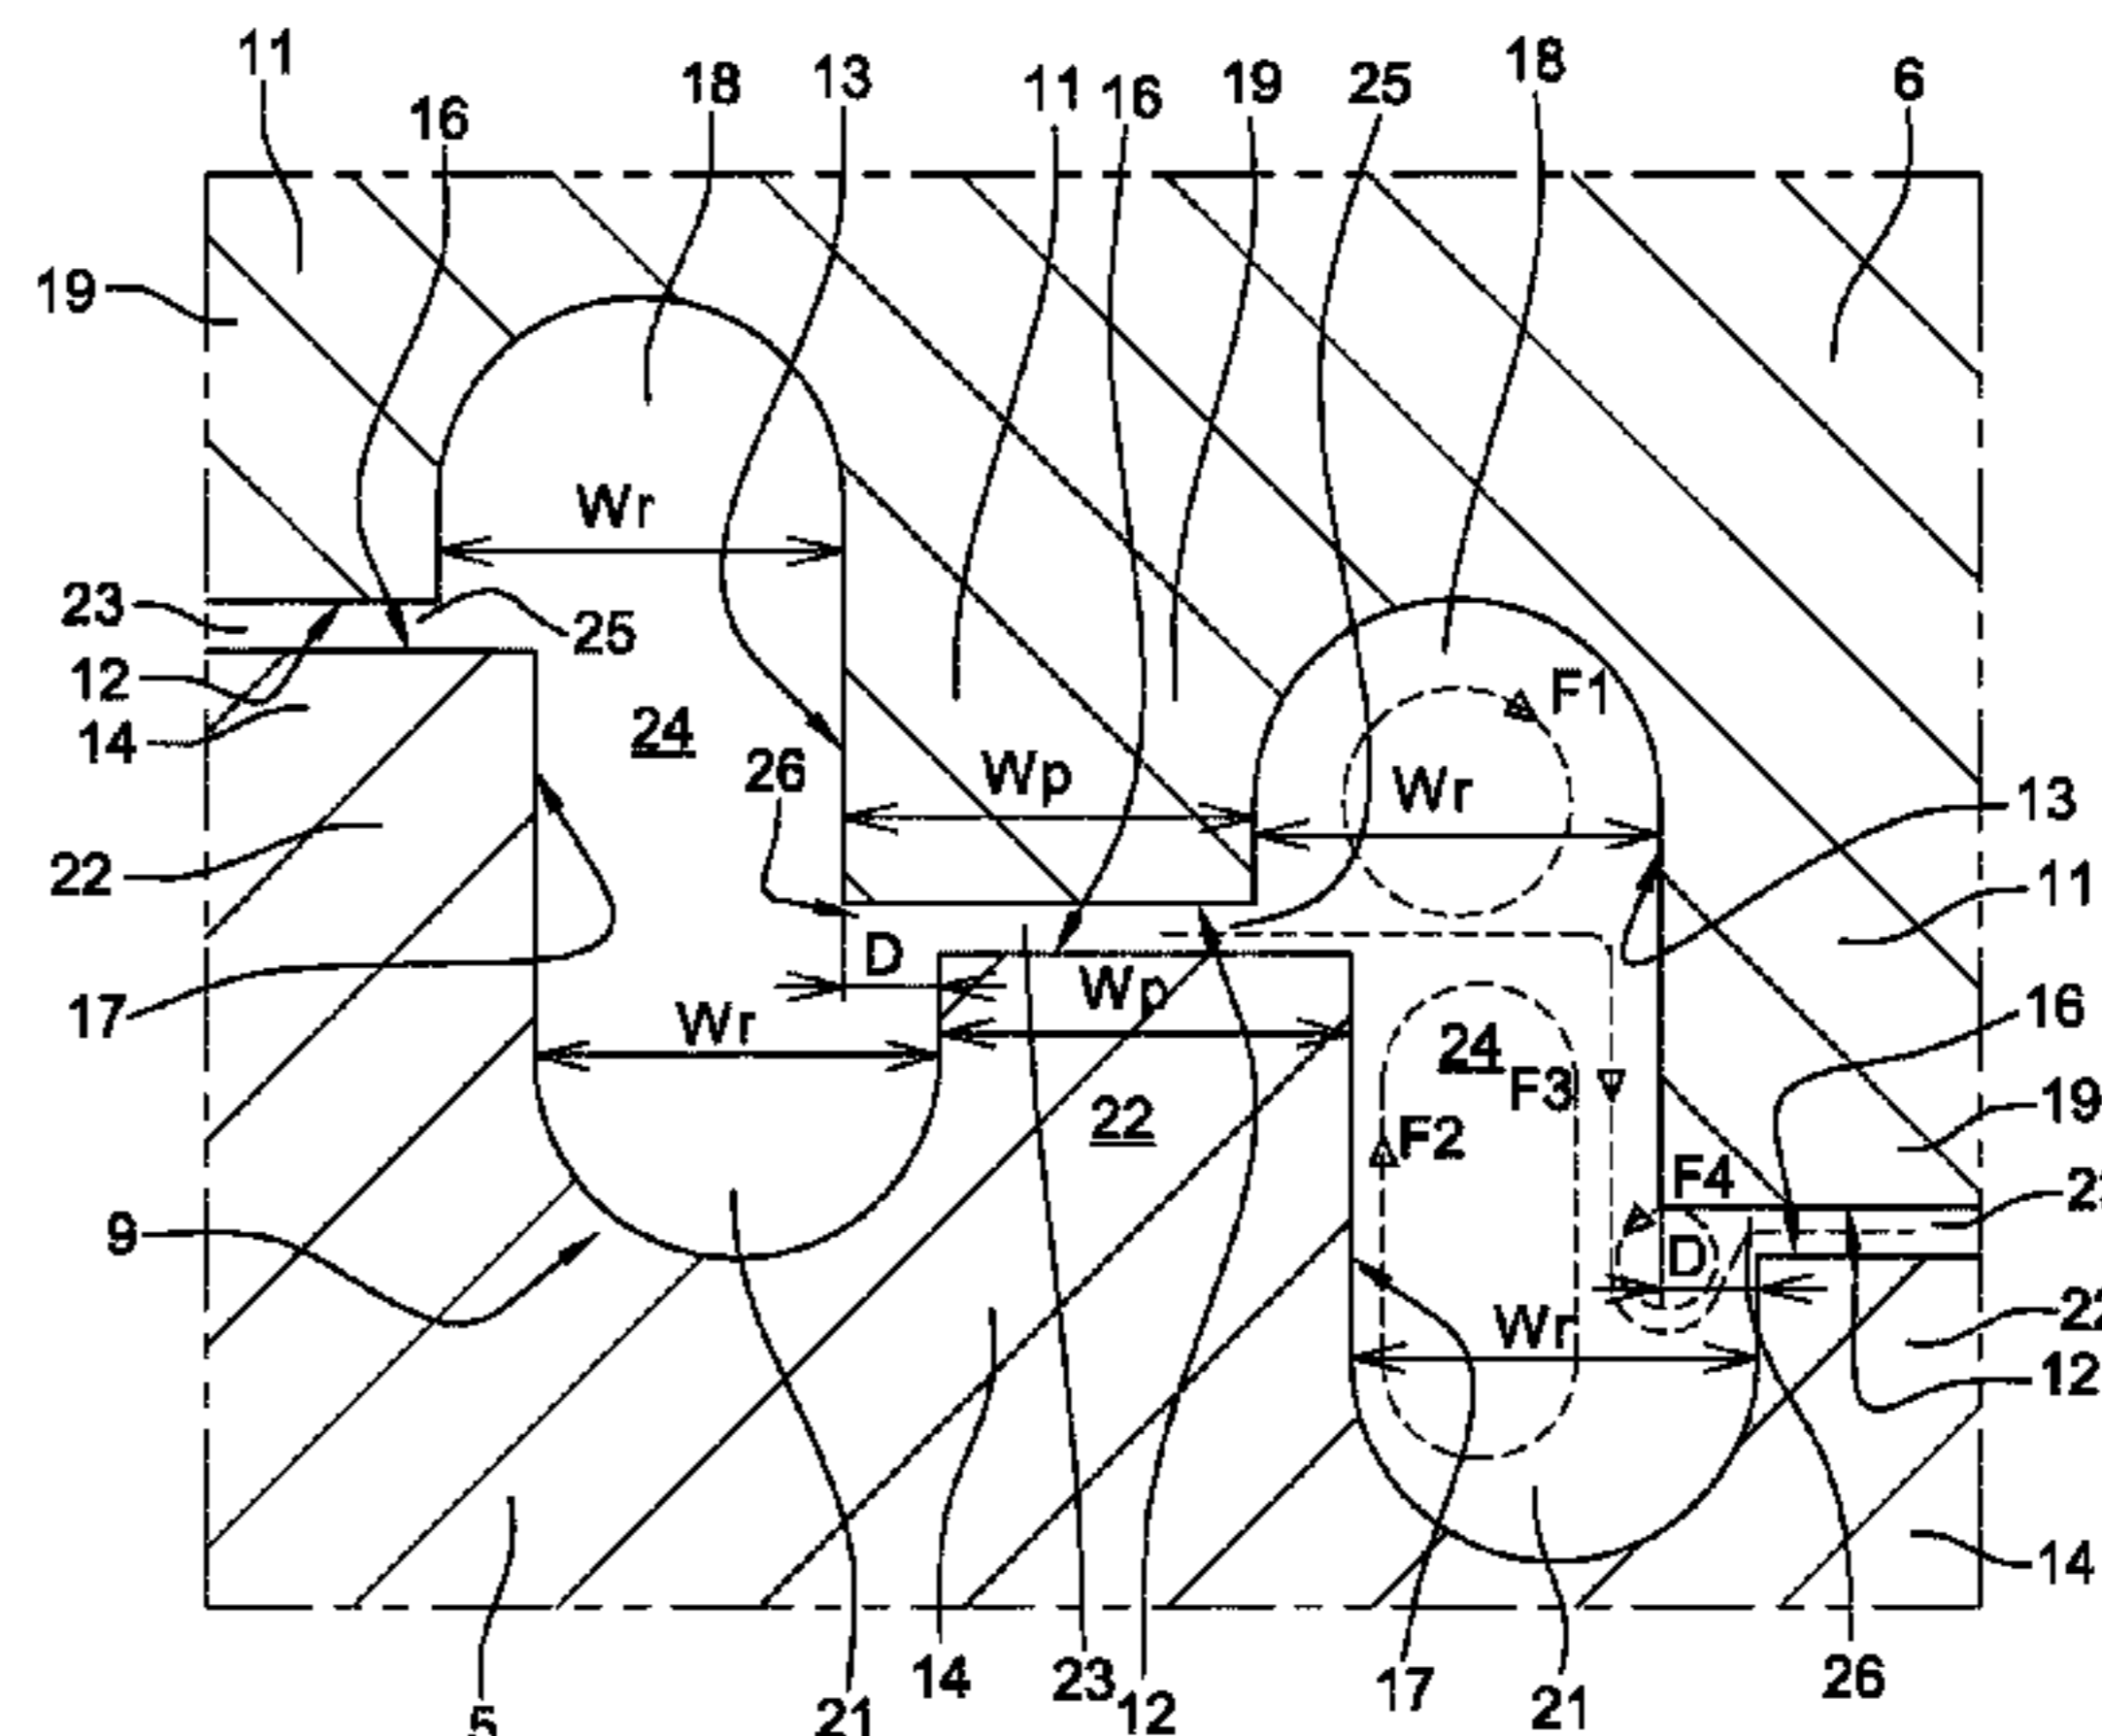 11 18 13 11 16 19 25 18 6
16
19
Wr
23 25
12
14 24 F1
26 Wp Wr 13
22 11
D Wp
17 Wr 24 16
F3
22 F2 19
F4
9 D
Wr
12
14
5 21 14 23 12 17 21 26